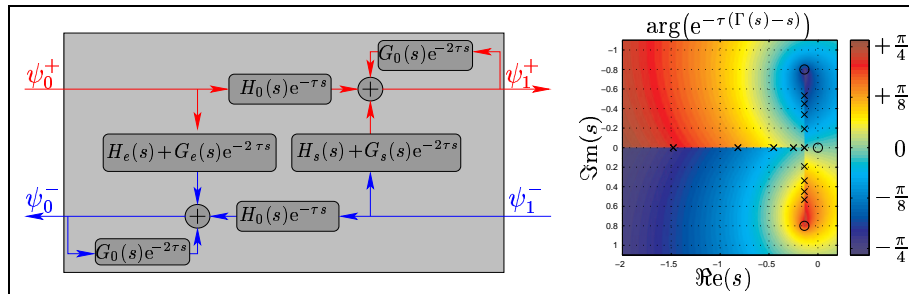 G₀(s)e^{-2τs}
ψ₀⁺
H₀(s)e^{-τs}
+
ψ₁⁺
H_e(s)+G_e(s)e^{-2τs}
H_s(s)+G_s(s)e^{-2τs}
ψ₀⁻
+
H₀(s)e^{-τs}
ψ₁⁻
G₀(s)e^{-2τs}
arg(e^{-τ(Γ(s)-s)})
ℑm(s)
-1
-0.8
-0.6
-0.4
-0.2
0
0.2
0.4
0.6
0.8
1
-2
-1.5
-1
-0.5
0
ℜe(s)
+π/4
+π/8
0
-π/8
-π/4